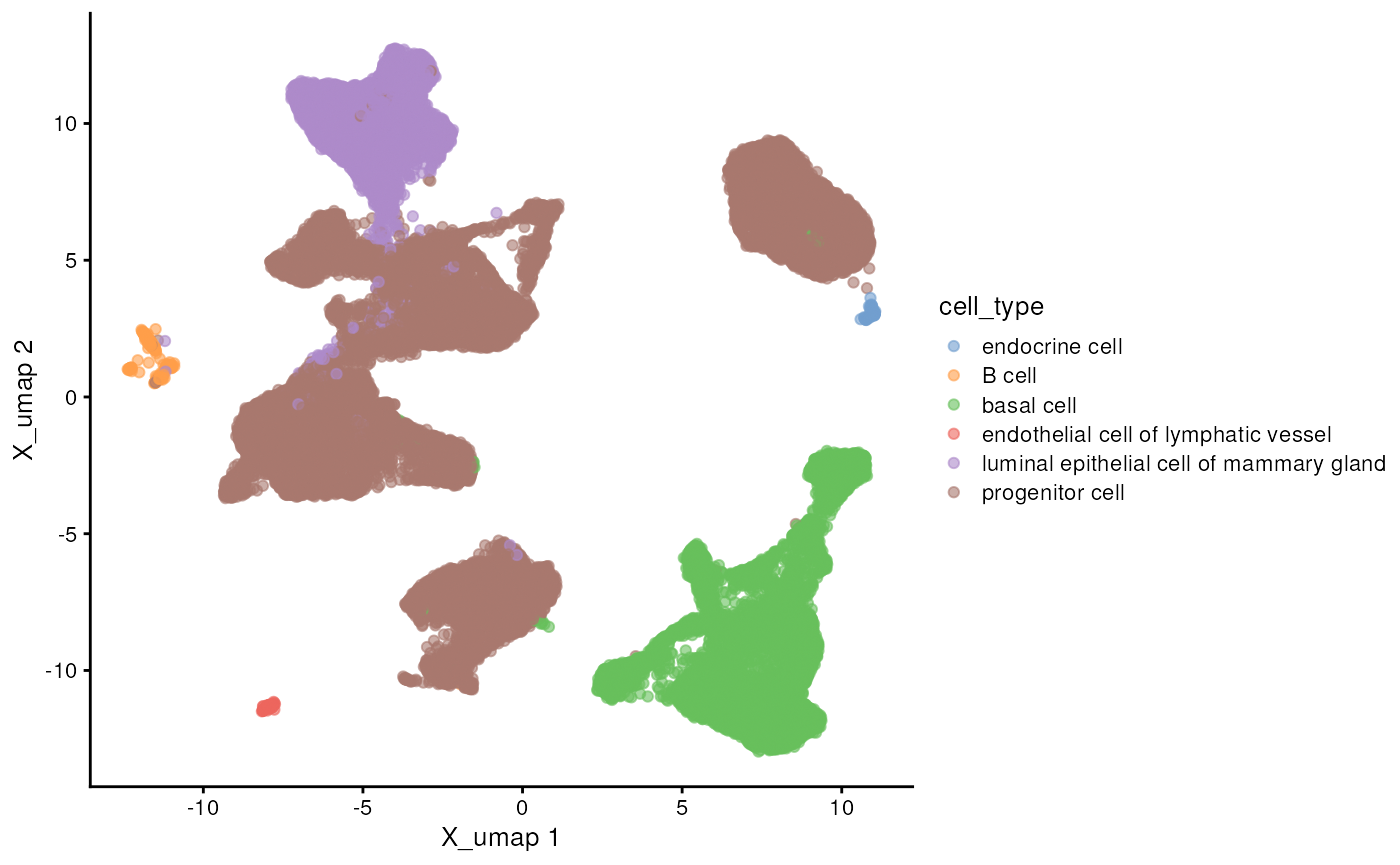 10
5
0
-5
-10
X_umap 2
-10
-5
0
5
10
X_umap 1
cell_type
endocrine cell
B cell
basal cell
endothelial cell of lymphatic vessel
luminal epithelial cell of mammary gland
progenitor cell